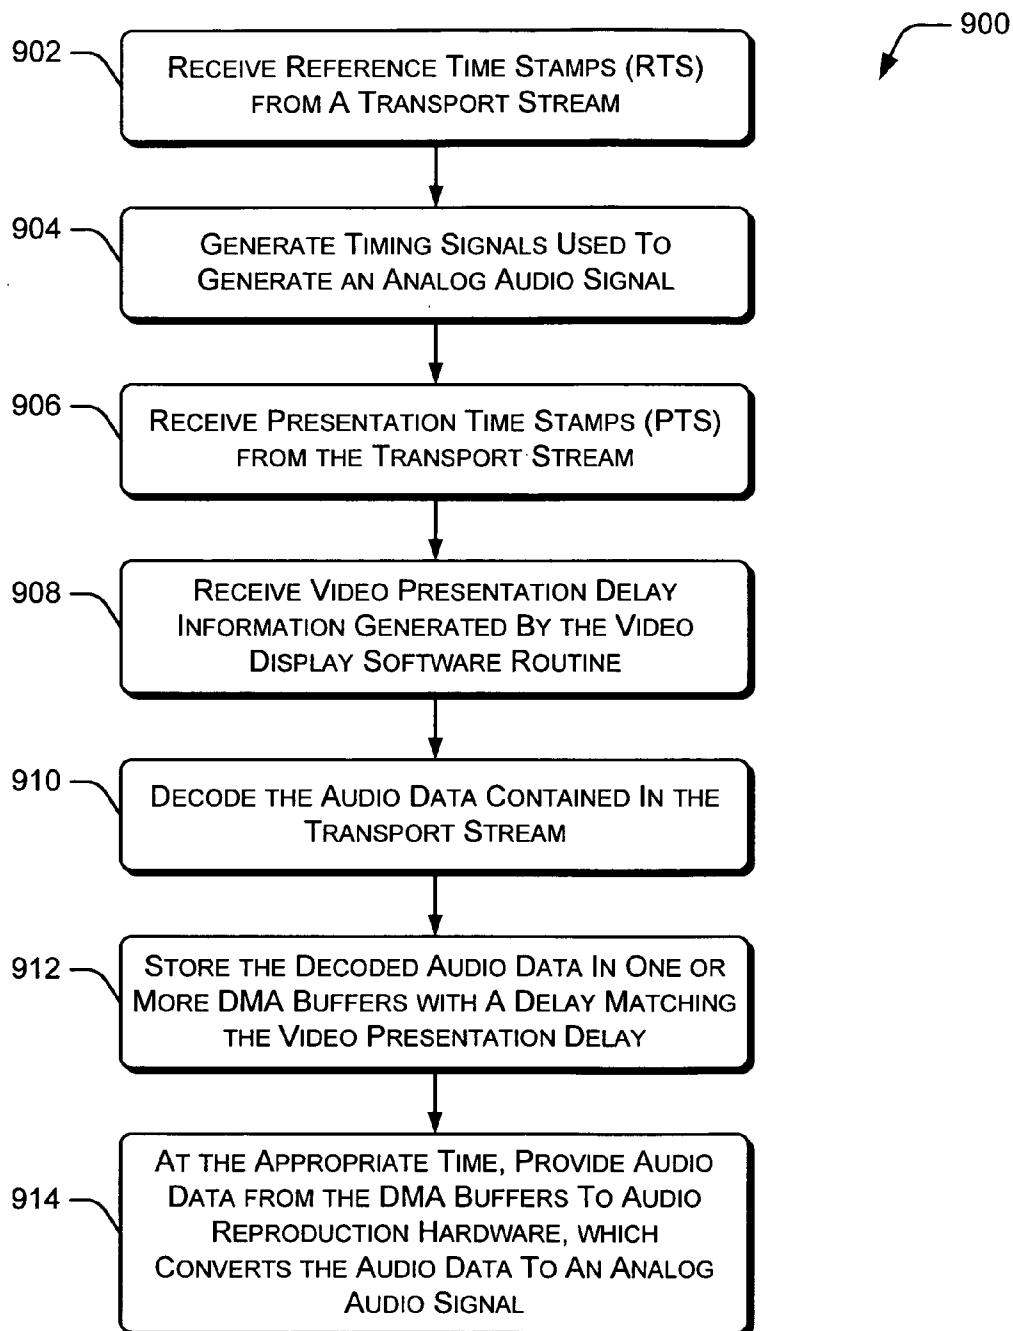 900
902
RECEIVE REFERENCE TIME STAMPS (RTS)
FROM A TRANSPORT STREAM
904
GENERATE TIMING SIGNALS USED TO
GENERATE AN ANALOG AUDIO SIGNAL
906
RECEIVE PRESENTATION TIME STAMPS (PTS)
FROM THE TRANSPORT STREAM
908
RECEIVE VIDEO PRESENTATION DELAY
INFORMATION GENERATED BY THE VIDEO
DISPLAY SOFTWARE ROUTINE
910
DECODE THE AUDIO DATA CONTAINED IN THE
TRANSPORT STREAM
912
STORE THE DECODED AUDIO DATA IN ONE OR
MORE DMA BUFFERS WITH A DELAY MATCHING
THE VIDEO PRESENTATION DELAY
914
AT THE APPROPRIATE TIME, PROVIDE AUDIO
DATA FROM THE DMA BUFFERS TO AUDIO
REPRODUCTION HARDWARE, WHICH
CONVERTS THE AUDIO DATA TO AN ANALOG
AUDIO SIGNAL